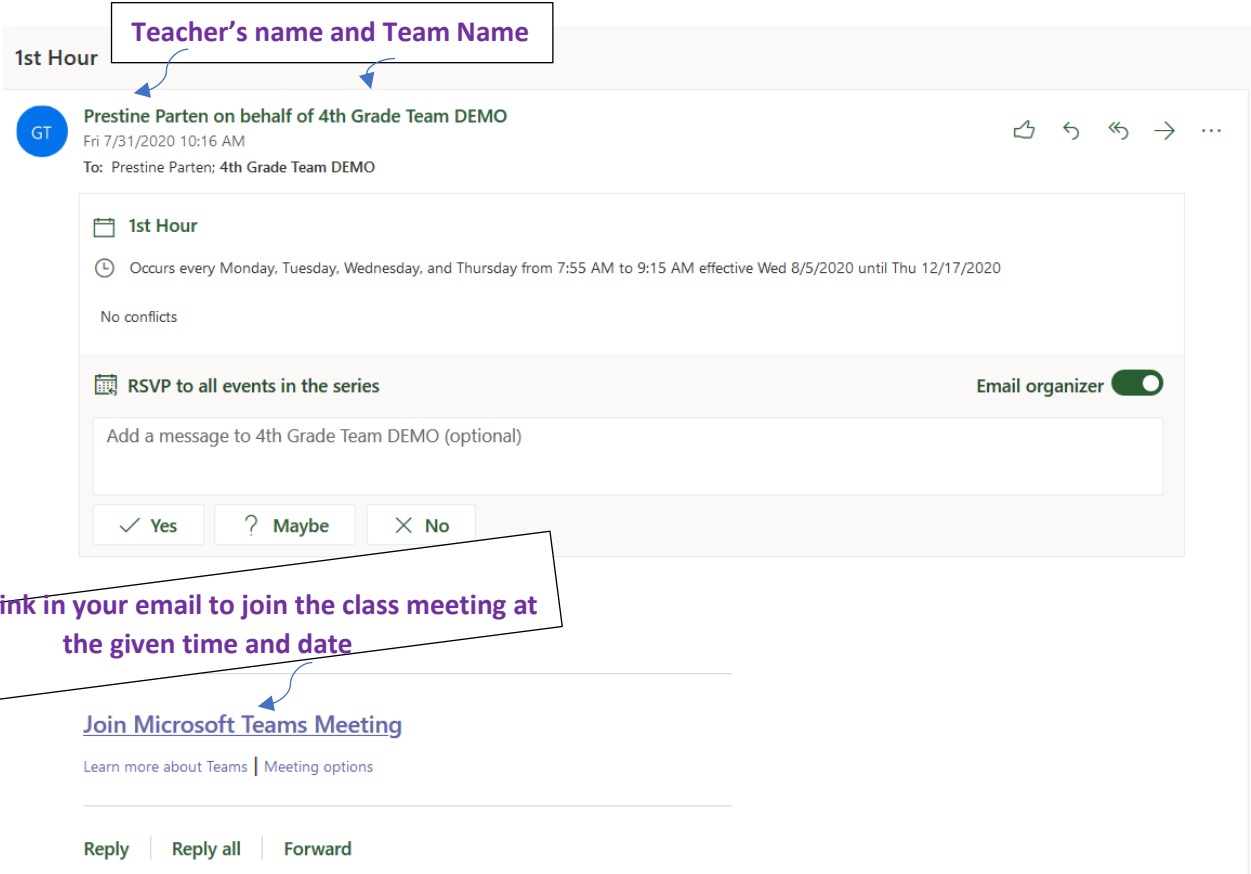 Teacher’s name and Team Name
1st Hour
GT
Prestine Parten on behalf of 4th Grade Team DEMO
Fri 7/31/2020 10:16 AM
To: Prestine Parten; 4th Grade Team DEMO
1st Hour
Occurs every Monday, Tuesday, Wednesday, and Thursday from 7:55 AM to 9:15 AM effective Wed 8/5/2020 until Thu 12/17/2020
No conflicts
RSVP to all events in the series
Email organizer
Add a message to 4th Grade Team DEMO (optional)
Yes
? Maybe
No
ink in your email to join the class meeting at
the given time and date
Join Microsoft Teams Meeting
Learn more about Teams | Meeting options
Reply | Reply all | Forward